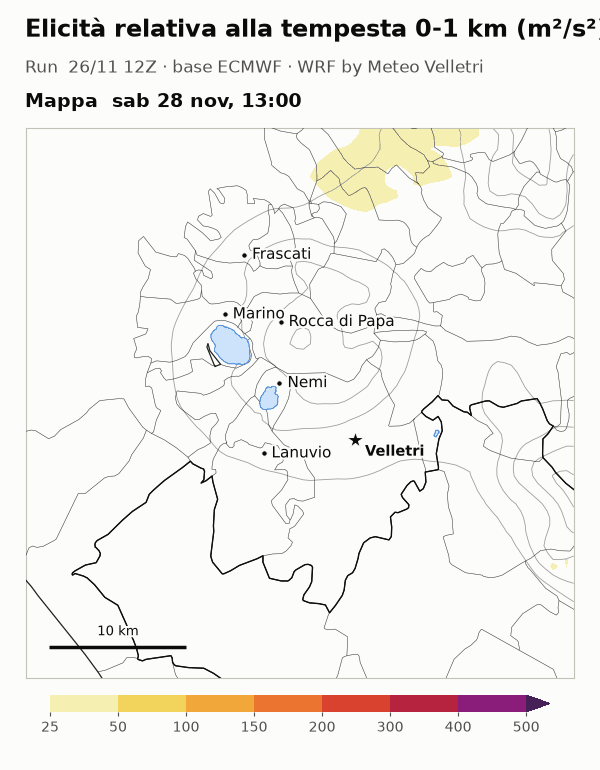 Elicità relativa alla tempesta 0-1 km (m²/s²)
Run 26/11 12Z · base ECMWF · WRF by Meteo Velletri
Mappa sab 28 nov, 13:00
Frascati
Marino
Rocca di Papa
Nemi
Velletri
Lanuvio
10 km
25 50 100 150 200 300 400 500